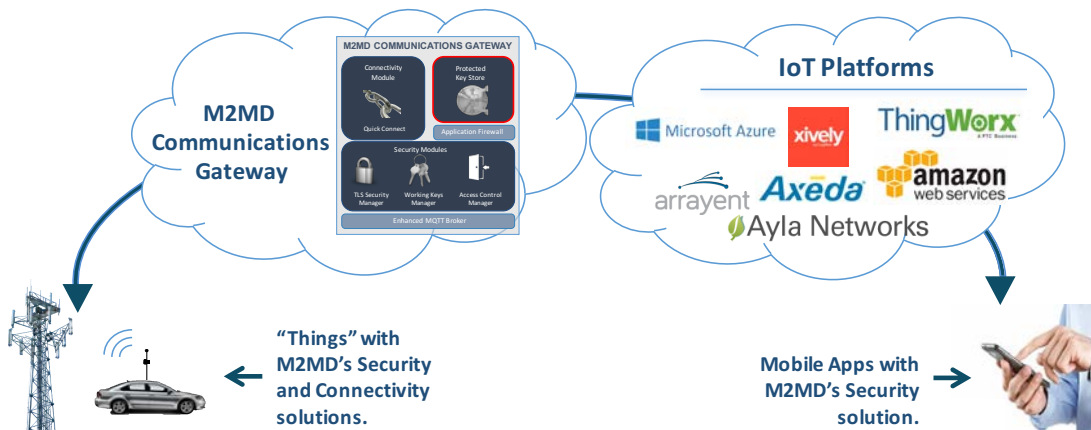 M2MD COMMUNICATIONS GATEWAY
Connectivity
Module
Quick Connect
Protected
Key Store
Application Firewall
Security Modules
TLS Security
Manager
Working Keys
Manager
Access Control
Manager
Enhanced MQTT Broker
M2MD
Communications
Gateway
IoT Platforms
Microsoft Azure
xively
ThingWorx
arrayent
Axeda
amazon
web services
Ayla Networks
“Things” with
M2MD’s Security
and Connectivity
solutions.
Mobile Apps with
M2MD’s Security
solution.